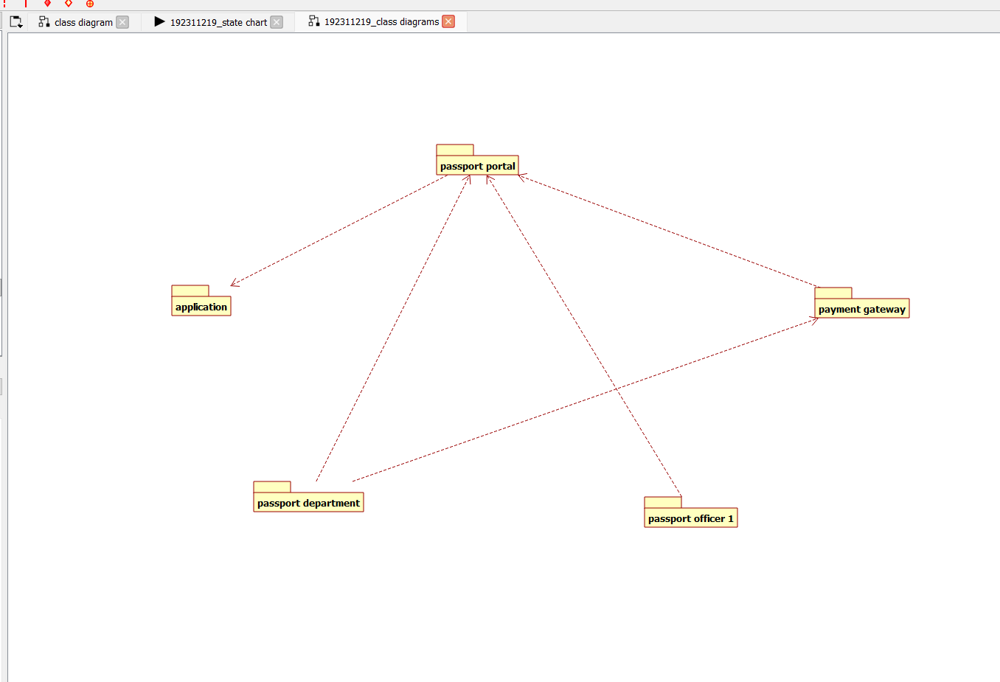 class diagram
192311219_state chart
192311219_class diagrams
passport portal
application
payment gateway
passport department
passport officer 1